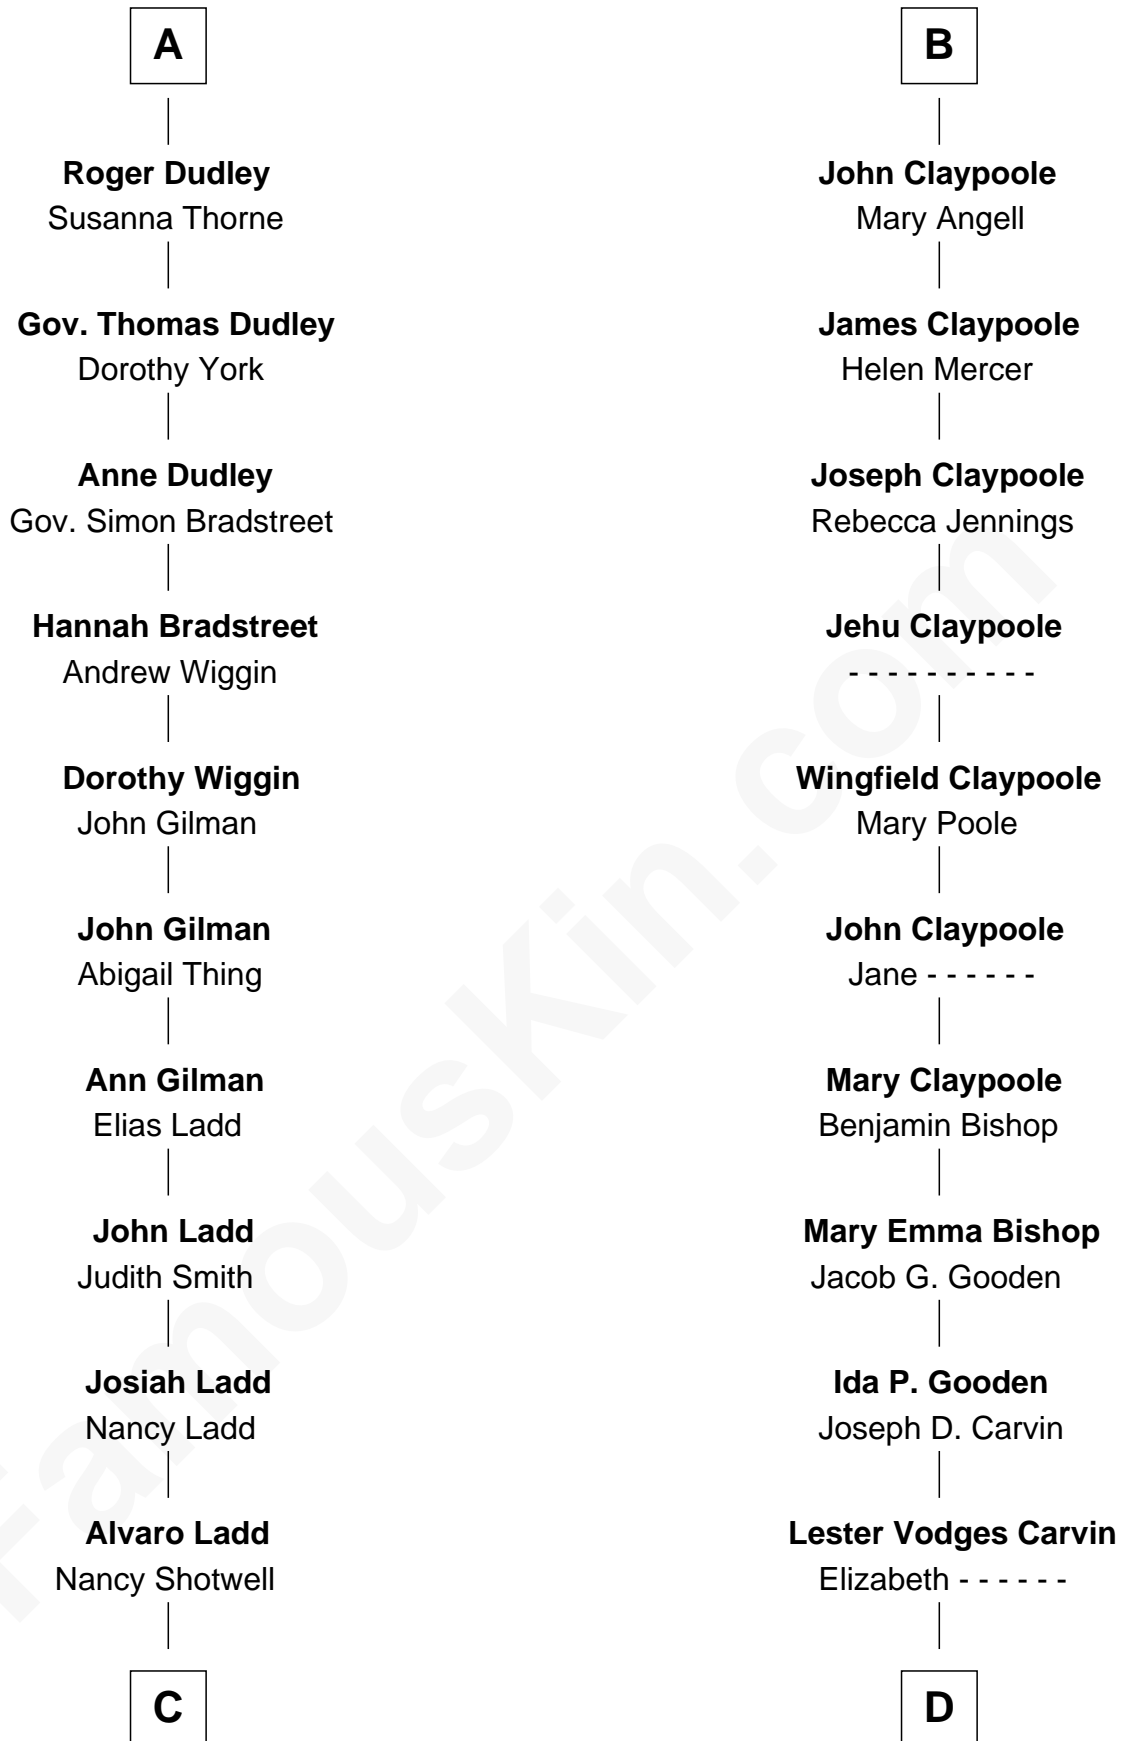 A
Roger Dudley
Susanna Thorne
Gov. Thomas Dudley
Dorothy York
Anne Dudley
Gov. Simon Bradstreet
Hannah Bradstreet
Andrew Wiggin
Dorothy Wiggin
John Gilman
John Gilman
Abigail Thing
Ann Gilman
Elias Ladd
John Ladd
Judith Smith
Josiah Ladd
Nancy Ladd
Alvaro Ladd
Nancy Shotwell
C
B
John Claypoole
Mary Angell
James Claypoole
Helen Mercer
Joseph Claypoole
Rebecca Jennings
Jehu Claypoole
- - - - - - - - - -
Wingfield Claypoole
Mary Poole
John Claypoole
Jane - - - - - -
Mary Claypoole
Benjamin Bishop
Mary Emma Bishop
Jacob G. Gooden
Ida P. Gooden
Joseph D. Carvin
Lester Vodges Carvin
Elizabeth - - - - - -
D
FamousKin.com